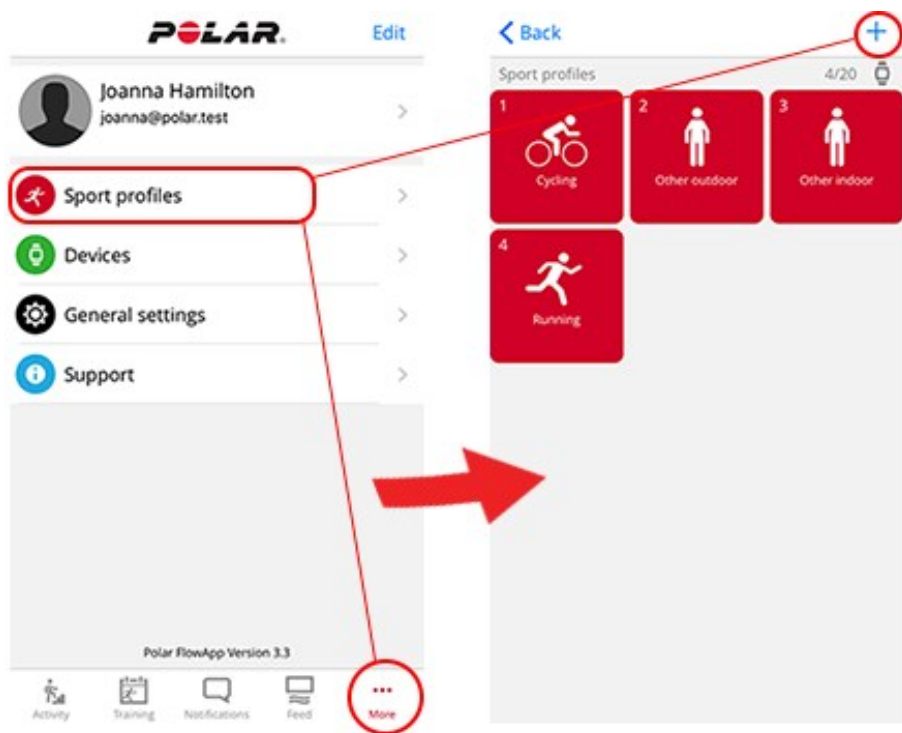 POLAR.
Edit
Joanna Hamilton
joanna@polar.test
Sport profiles
Devices
General settings
Support
Polar FlowApp Version 3.3
Activity
Training
Notifications
Feed
More
Back
Sport profiles
4/20
1
Cycling
2
Other outdoor
3
Other indoor
4
Running